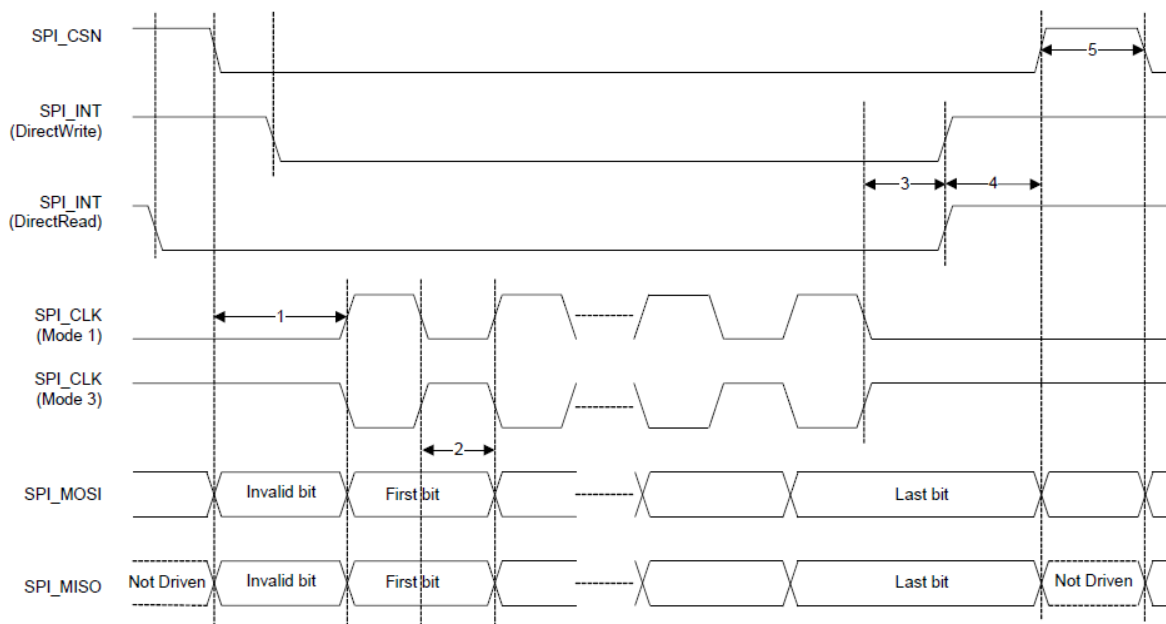 SPI_CSN
5
SPI_INT
(DirectWrite)
3
4
SPI_INT
(DirectRead)
1
SPI_CLK
(Mode 1)
SPI_CLK
(Mode 3)
2
SPI_MOSI
Invalid bit
First bit
Last bit
SPI_MISO
Not Driven
Invalid bit
First bit
Last bit
Not Driven